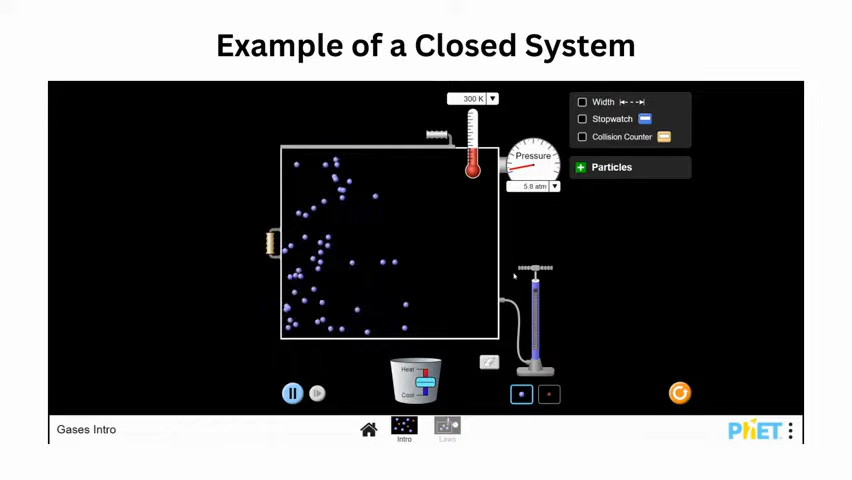 Example of a Closed System
300 K
Width
Stopwatch
Collision Counter
Pressure
5.8 atm
Particles
Heat
Cool
Gases Intro
Intro
Laws
PhET